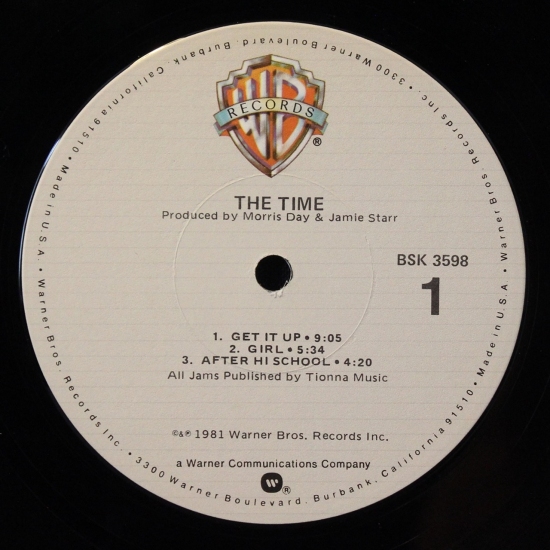 WB
RECORDS
®
THE TIME
Produced by Morris Day & Jamie Starr
BSK 3598
1
1. GET IT UP • 9:05
2. GIRL • 5:34
3. AFTER HI SCHOOL • 4:20
All Jams Published by Tionna Music
©&℗ 1981 Warner Bros. Records Inc.
a Warner Communications Company
W ®
• Warner Bros. Records Inc. • 3300 Warner Boulevard. Burbank. California 91510 • Made in U.S.A.
• Warner Bros. Records Inc. • 3300 Warner Boulevard. Burbank. California 91510 • Made in U.S.A.